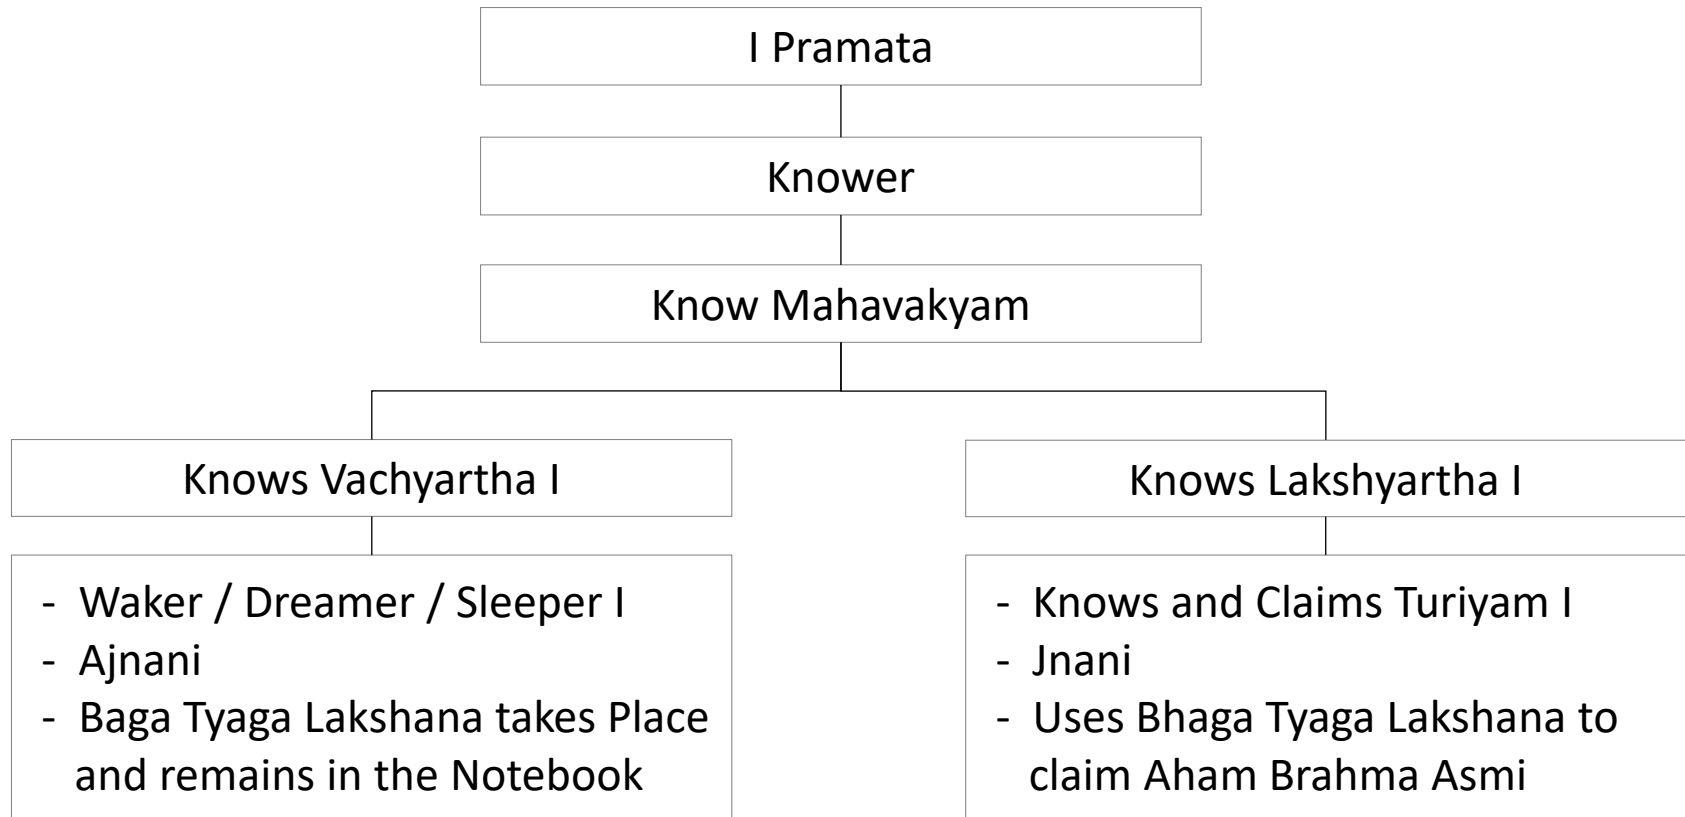 I Pramata
Knower
Know Mahavakyam
Knows Vachyartha I
Knows Lakshyartha I
- Waker / Dreamer / Sleeper I
- Ajnani
- Baga Tyaga Lakshana takes Place
and remains in the Notebook
- Knows and Claims Turiyam I
- Jnani
- Uses Bhaga Tyaga Lakshana to
claim Aham Brahma Asmi